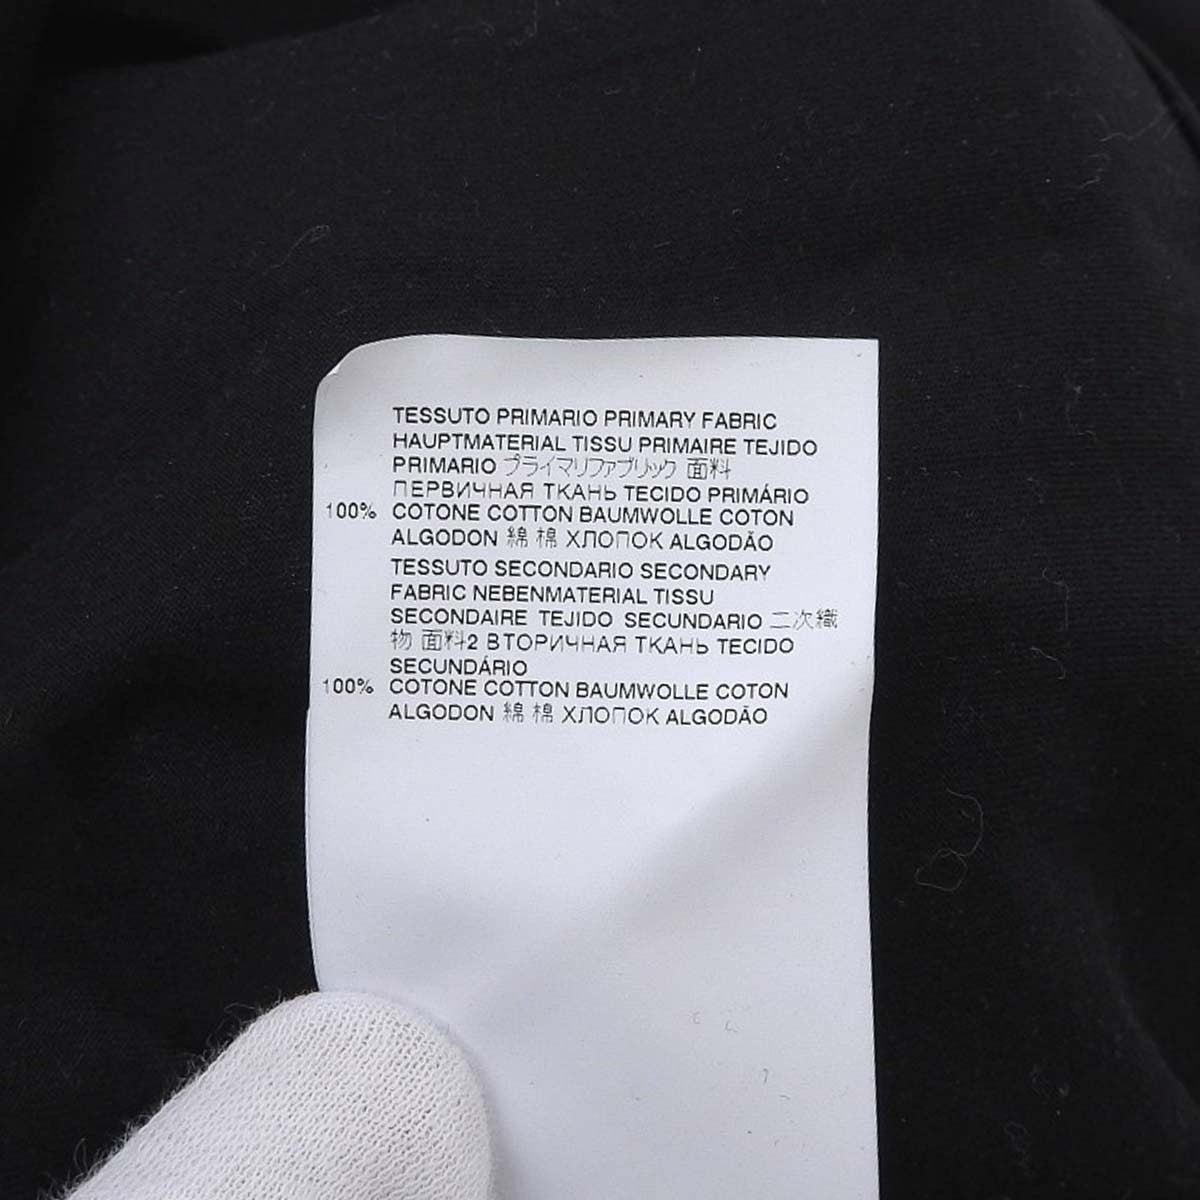 TESSUTO PRIMARIO PRIMARY FABRIC
HAUPTMATERIAL TISSU PRIMAIRE TEJIDO
PRIMARIO プライマリファブリック 面料
ПЕРВИЧНАЯ ТКАНЬ TECIDO PRIMÁRIO
100% COTONE COTTON BAUMWOLLE COTON
ALGODON 綿 棉 ХЛОПОК ALGODÃO
TESSUTO SECONDARIO SECONDARY
FABRIC NEBENMATERIAL TISSU
SECONDAIRE TEJIDO SECUNDARIO 二次織
物 面料2 ВТОРИЧНАЯ ТКАНЬ TECIDO
SECUNDÁRIO
100% COTONE COTTON BAUMWOLLE COTON
ALGODON 綿 棉 ХЛОПОК ALGODÃO